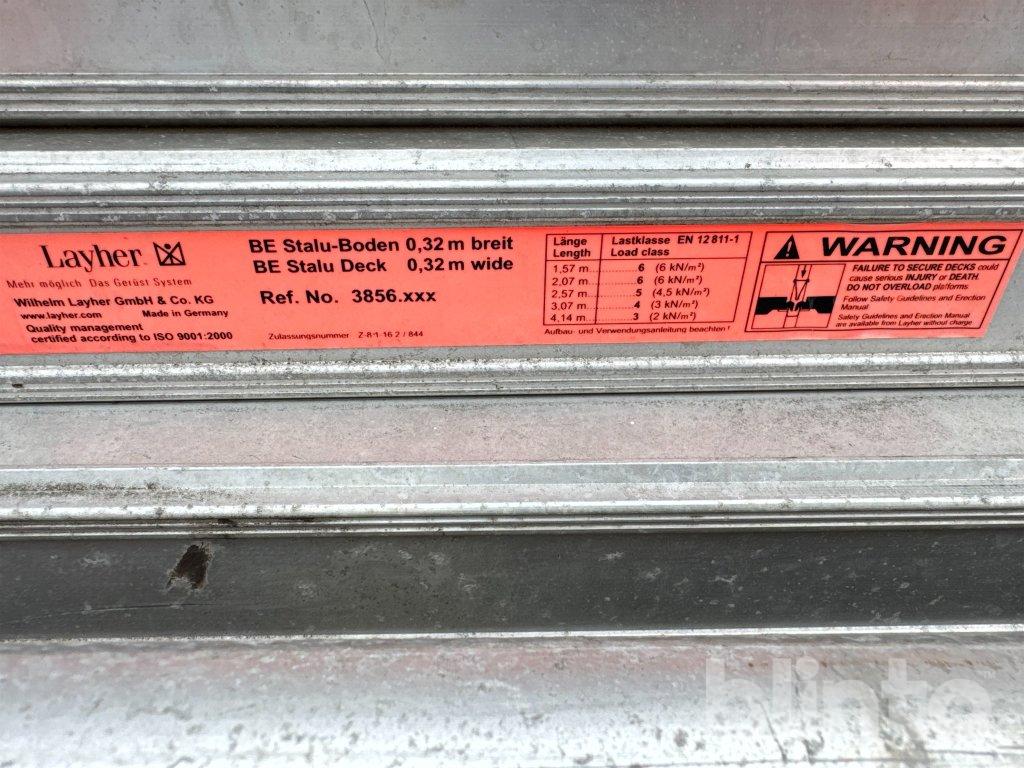 Layher.
Mehr möglich. Das Gerüst System
Wilhelm Layher GmbH & Co. KG
www.layher.com Made in Germany
Quality management
certified according to ISO 9001:2000
BE Stalu-Boden 0,32 m breit
BE Stalu Deck 0,32 m wide
Ref. No. 3856.xxx
Zulassungsnummer Z-8.1-16.2 / 844
Länge Lastklasse EN 12 811-1
Length Load class
1,57 m 6 (6 kN/m²)
2,07 m 6 (6 kN/m²)
2,57 m 5 (4,5 kN/m²)
3,07 m 4 (3 kN/m²)
4,14 m 3 (2 kN/m²)
Aufbau- und Verwendungsanleitung beachten!
WARNING
FAILURE TO SECURE DECKS could
cause serious INJURY or DEATH.
DO NOT OVERLOAD platforms
Follow Safety Guidelines and Erection
Manual
Safety Guidelines and Erection Manual
are available from Layher without charge
blinto